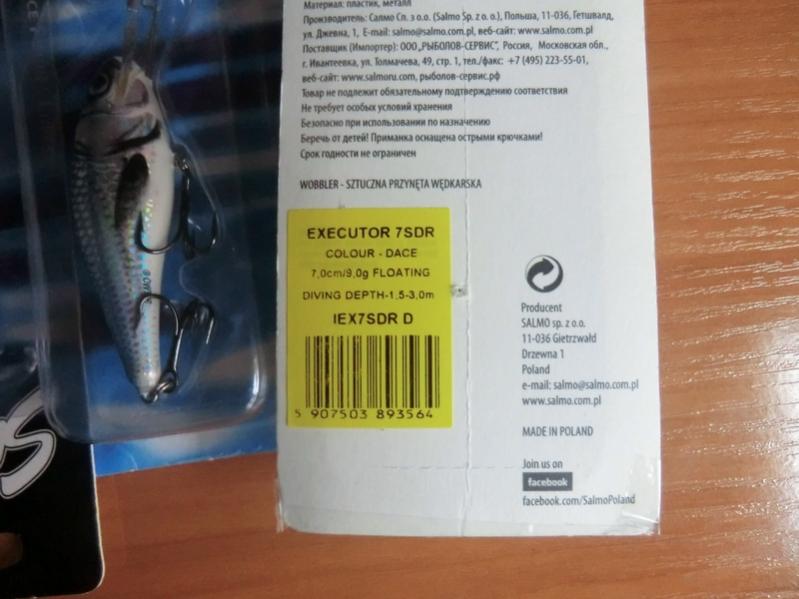 Материал: пластик, металл
Производитель: Салмо Сп. з о.о. (Salmo Sp. z o. o.), Польша, 11-036, Гетшвалд,
ул. Джевна, 1, E-mail: salmo@salmo.com.pl, веб-сайт: www.salmo.com.pl
Поставщик (Импортер): ООО „РЫБОЛОВ-СЕРВИС", Россия, Московская обл.,
г. Ивантеевка, ул. Толмачева, 49, стр. 1, тел./факс: +7 (495) 223-55-01,
веб-сайт: www.salmoru.com, рыболов-сервис.рф
Товар не подлежит обязательному подтверждению соответствия
Не требует особых условий хранения
Безопасно при использовании по назначению
Беречь от детей! Приманка оснащена острыми крючками!
Срок годности не ограничен
WOBBLER - SZTUCZNA PRZYNĘTA WĘDKARSKA
EXECUTOR 7SDR
COLOUR - DACE
7,0cm/9,0g FLOATING
DIVING DEPTH-1,5-3,0m
IEX7SDR D
5 907503 893564
Producent
SALMO sp. z o.o.
11-036 Gietrzwałd
Drzewna 1
Poland
e-mail: salmo@salmo.com.pl
www.salmo.com.pl
MADE IN POLAND
Join us on
facebook
facebook.com/SalmoPoland